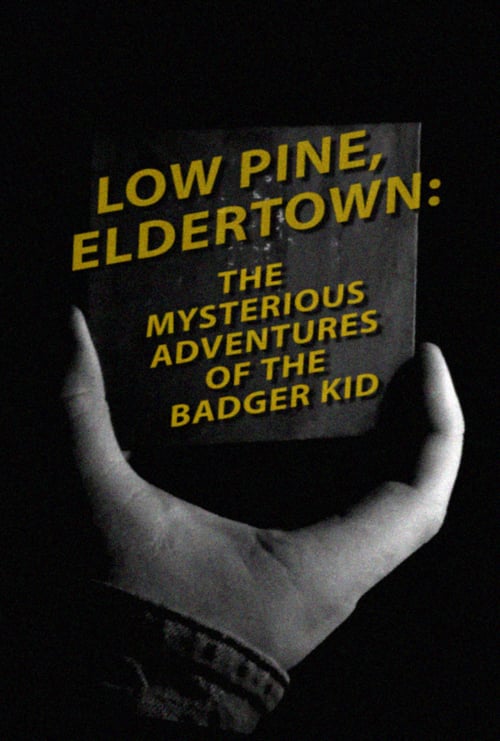 LOW PINE,
ELDERTOWN:
THE
MYSTERIOUS
ADVENTURES
OF THE
BADGER KID